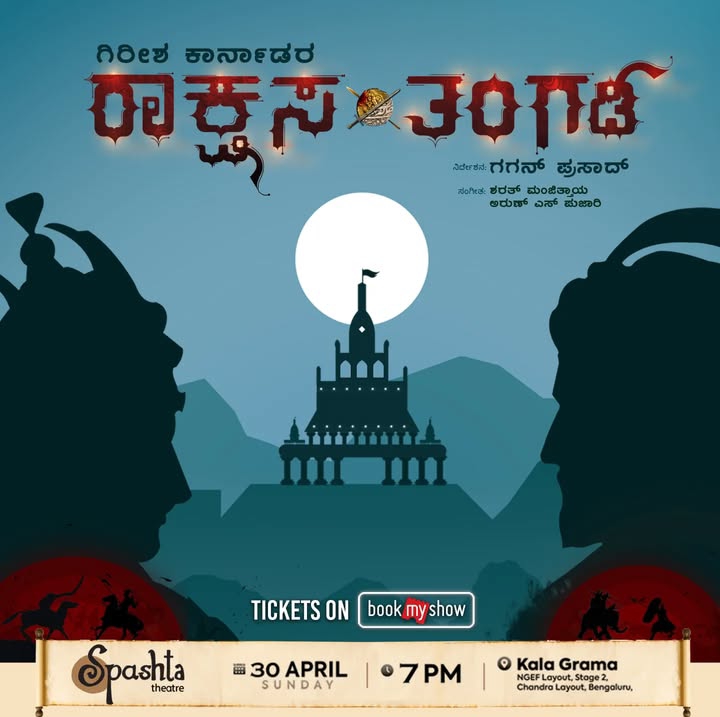 ಗಿರೀಶ ಕಾರ್ನಾಡರ
ರಾಕ್ಷಸ ತಂಗಡಿ
ನಿರ್ದೇಶನ: ಗಗನ್ ಪ್ರಸಾದ್
ಸಂಗೀತ: ಶರತ್ ಮಂಜಿತ್ತಾಯ
ಅರುಣ್ ಎಸ್ ಪುಜಾರಿ
TICKETS ON book my show
Spashta
theatre
30 APRIL
SUNDAY
7 PM
Kala Grama
NGEF Layout, Stage 2,
Chandra Layout, Bengaluru,